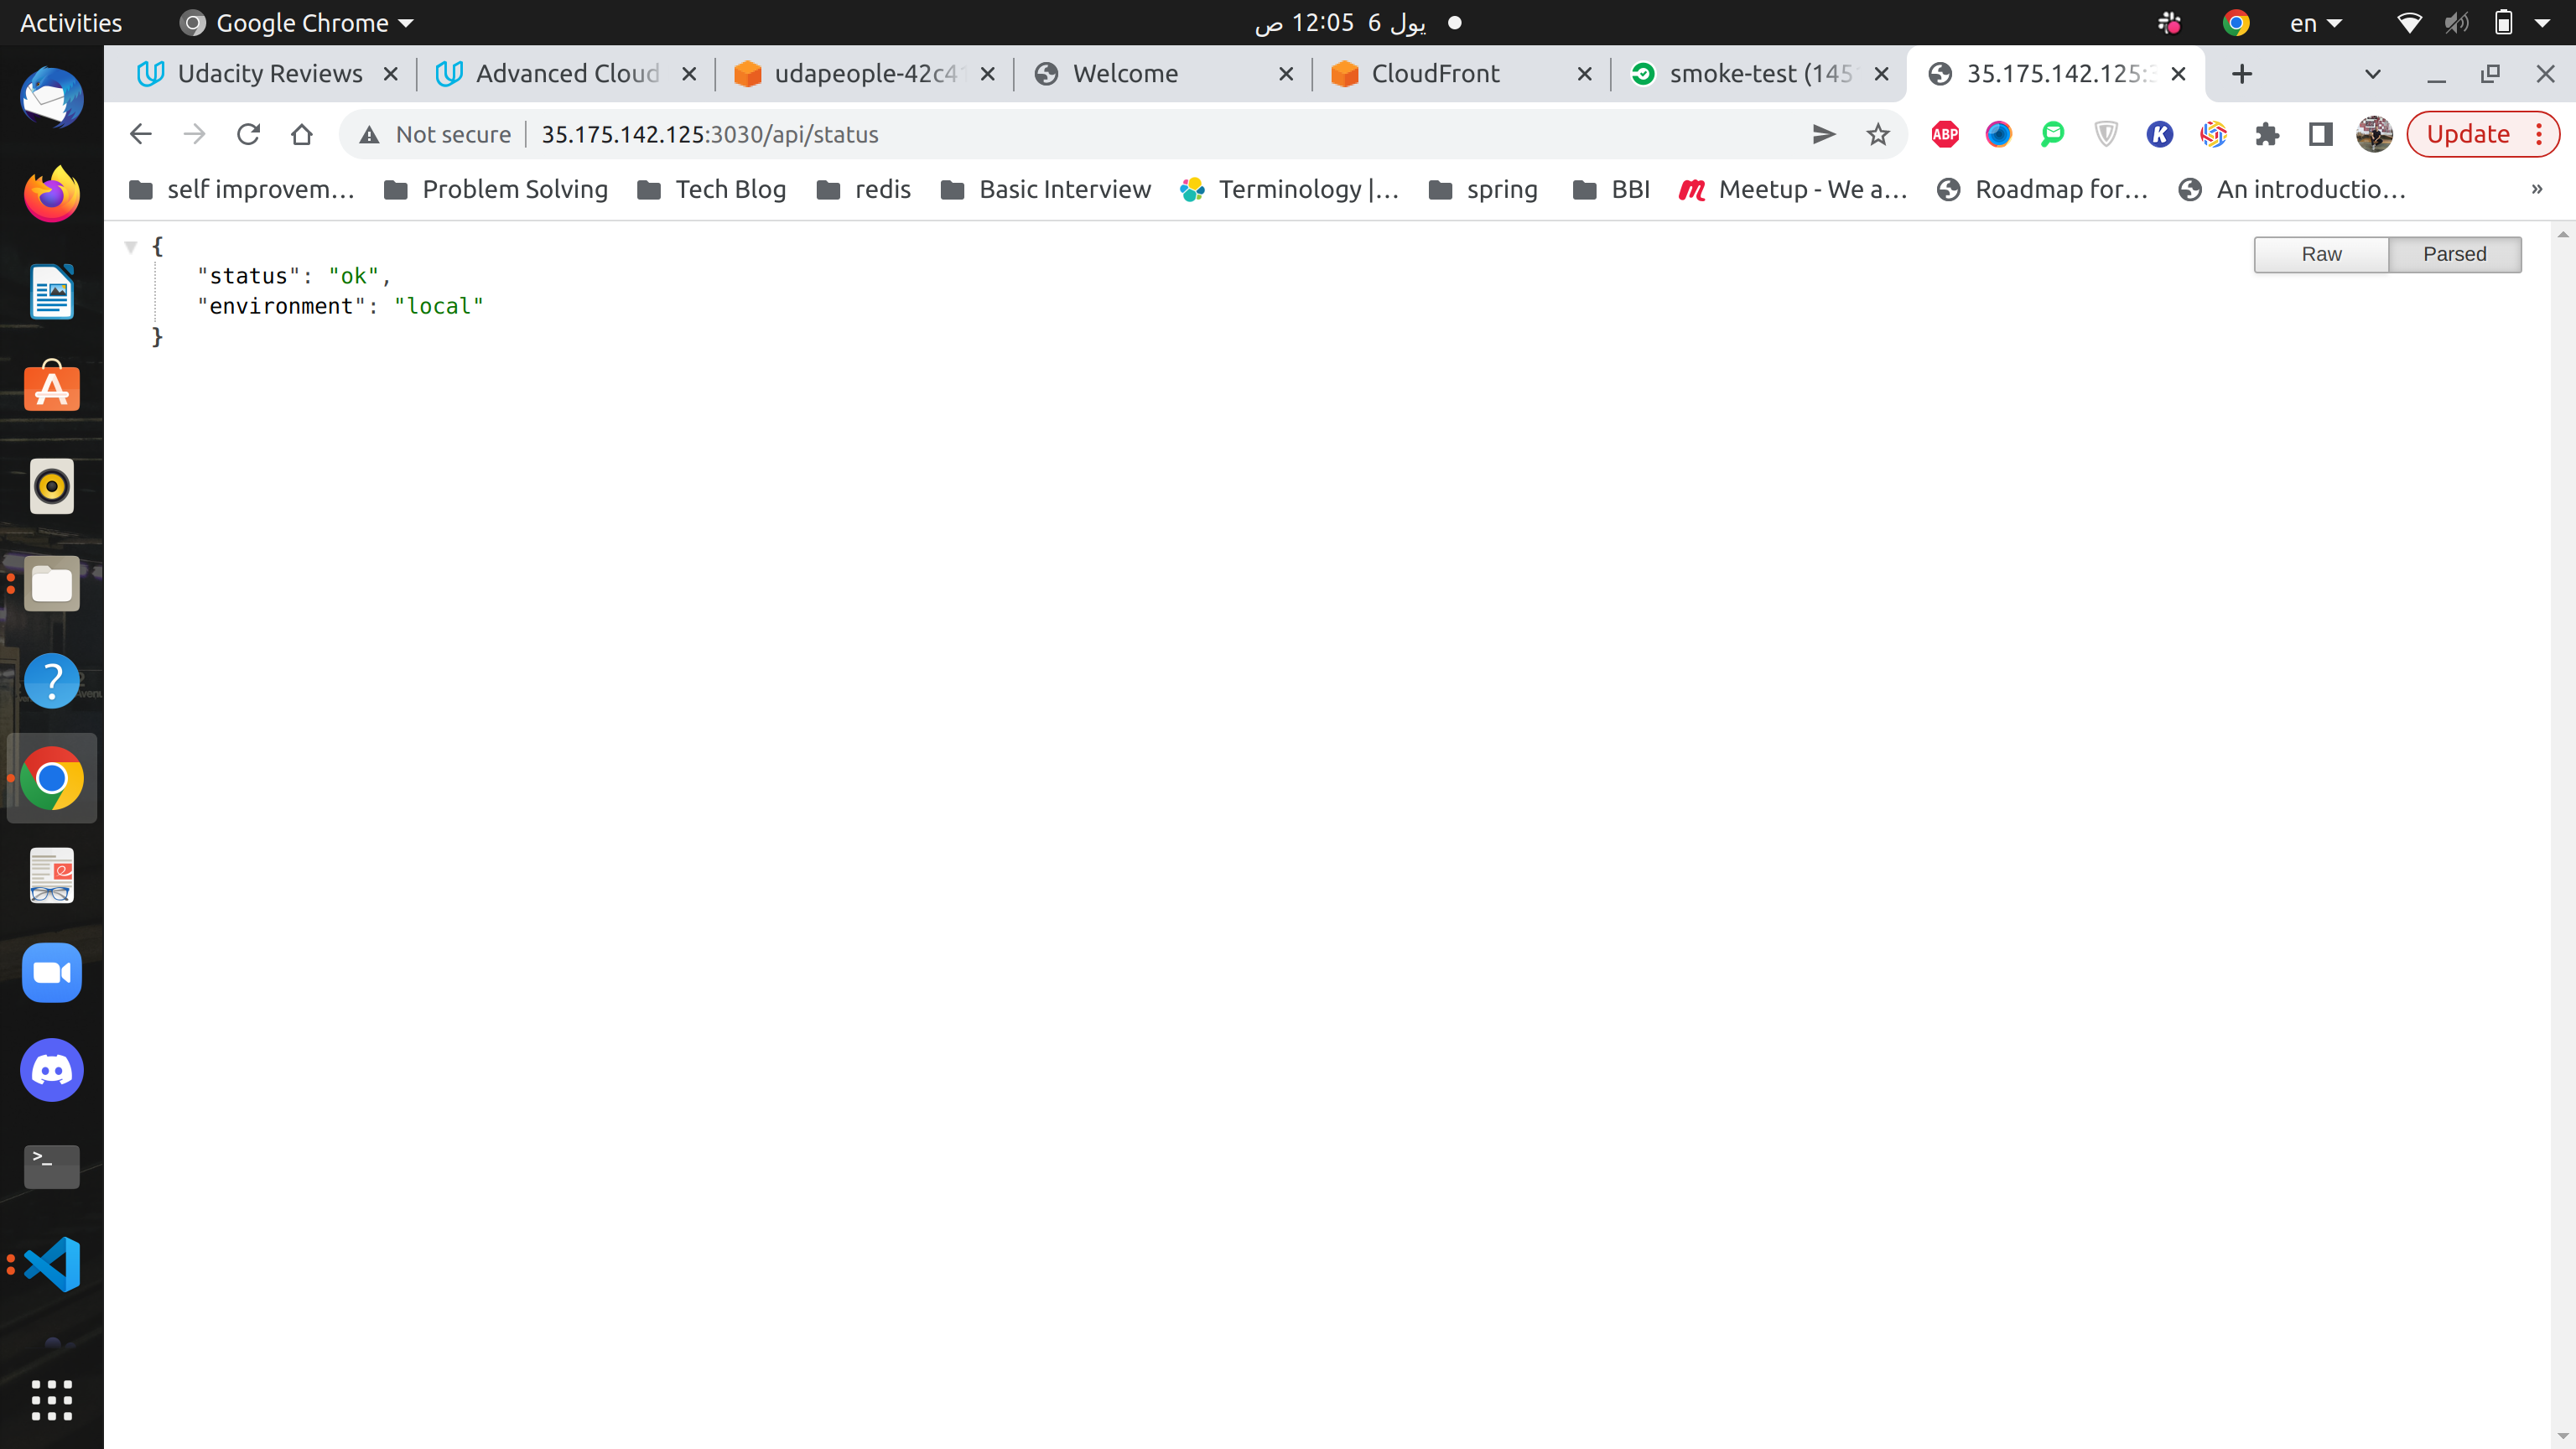 Activities Google Chrome يول 6 12:05 ص en
Udacity Reviews Advanced Cloud udapeople-42c41 Welcome CloudFront smoke-test (145 35.175.142.125:3
Not secure 35.175.142.125:3030/api/status ABP K Update
self improvem... Problem Solving Tech Blog redis Basic Interview Terminology |... spring BBI Meetup - We a... Roadmap for... An introductio... »
Raw Parsed
{
"status": "ok",
"environment": "local"
}